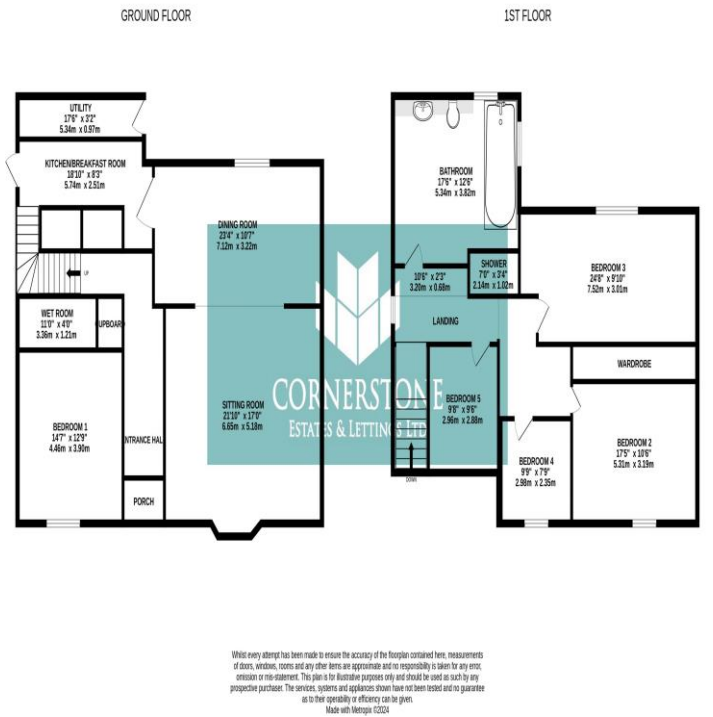 GROUND FLOOR
1ST FLOOR
UTILITY
17'6" x 3'2"
5.34m x 0.97m
KITCHEN/BREAKFAST ROOM
18'10" x 8'3"
5.74m x 2.51m
DINING ROOM
23'4" x 10'7"
7.12m x 3.22m
UP
WET ROOM
11'0" x 4'0"
3.36m x 1.21m
UPBOARD
SITTING ROOM
21'10" x 17'0"
6.65m x 5.18m
BEDROOM 1
14'7" x 12'9"
4.46m x 3.90m
NTRANCE HAL
PORCH
BATHROOM
17'6" x 12'6"
5.34m x 3.82m
SHOWER
7'0" x 3'4"
2.14m x 1.02m
10'6" x 2'3"
3.20m x 0.68m
LANDING
BEDROOM 3
24'8" x 9'10"
7.52m x 3.01m
WARDROBE
BEDROOM 5
9'8" x 9'6"
2.96m x 2.88m
BEDROOM 2
17'5" x 10'6"
5.31m x 3.19m
BEDROOM 4
9'9" x 7'9"
2.98m x 2.35m
DOWN
CORNERSTONE
ESTATES & LETTINGS LTD
Whilst every attempt has been made to ensure the accuracy of the floorplan contained here, measurements
of doors, windows, rooms and any other items are approximate and no responsibility is taken for any error,
omission or mis-statement. This plan is for illustrative purposes only and should be used as such by any
prospective purchaser. The services, systems and appliances shown have not been tested and no guarantee
as to their operability or efficiency can be given.
Made with Metropix ©2024